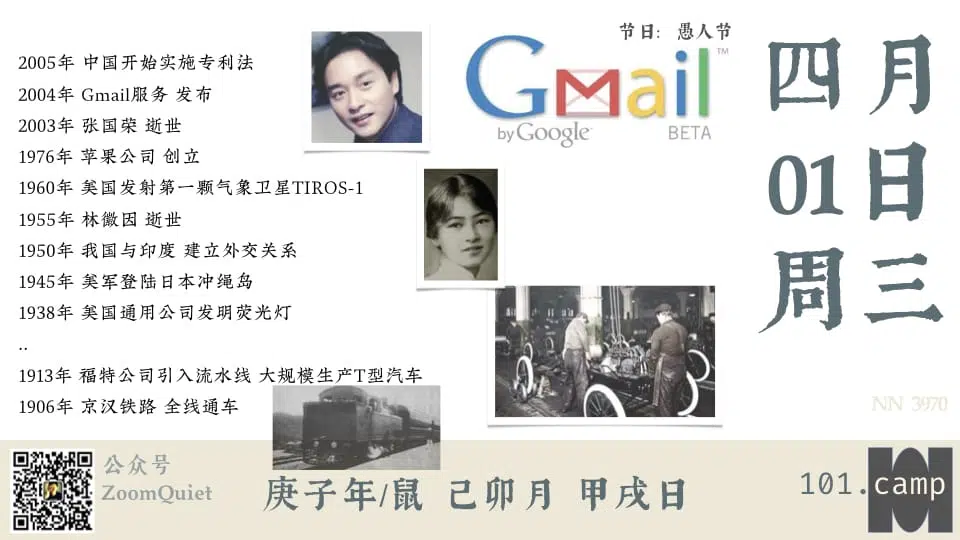 2005年 中国开始实施专利法
2004年 Gmail服务 发布
2003年 张国荣 逝世
1976年 苹果公司 创立
1960年 美国发射第一颗气象卫星TIROS-1
1955年 林徽因 逝世
1950年 我国与印度 建立外交关系
1945年 美军登陆日本冲绳岛
1938年 美国通用公司发明荧光灯
..
1913年 福特公司引入流水线 大规模生产T型汽车
1906年 京汉铁路 全线通车
节日: 愚人节
Gmail™
by Google™ BETA
四月
01日
周三
NN 3970
公众号
ZoomQuiet
庚子年/鼠 己卯月 甲戌日
101.camp